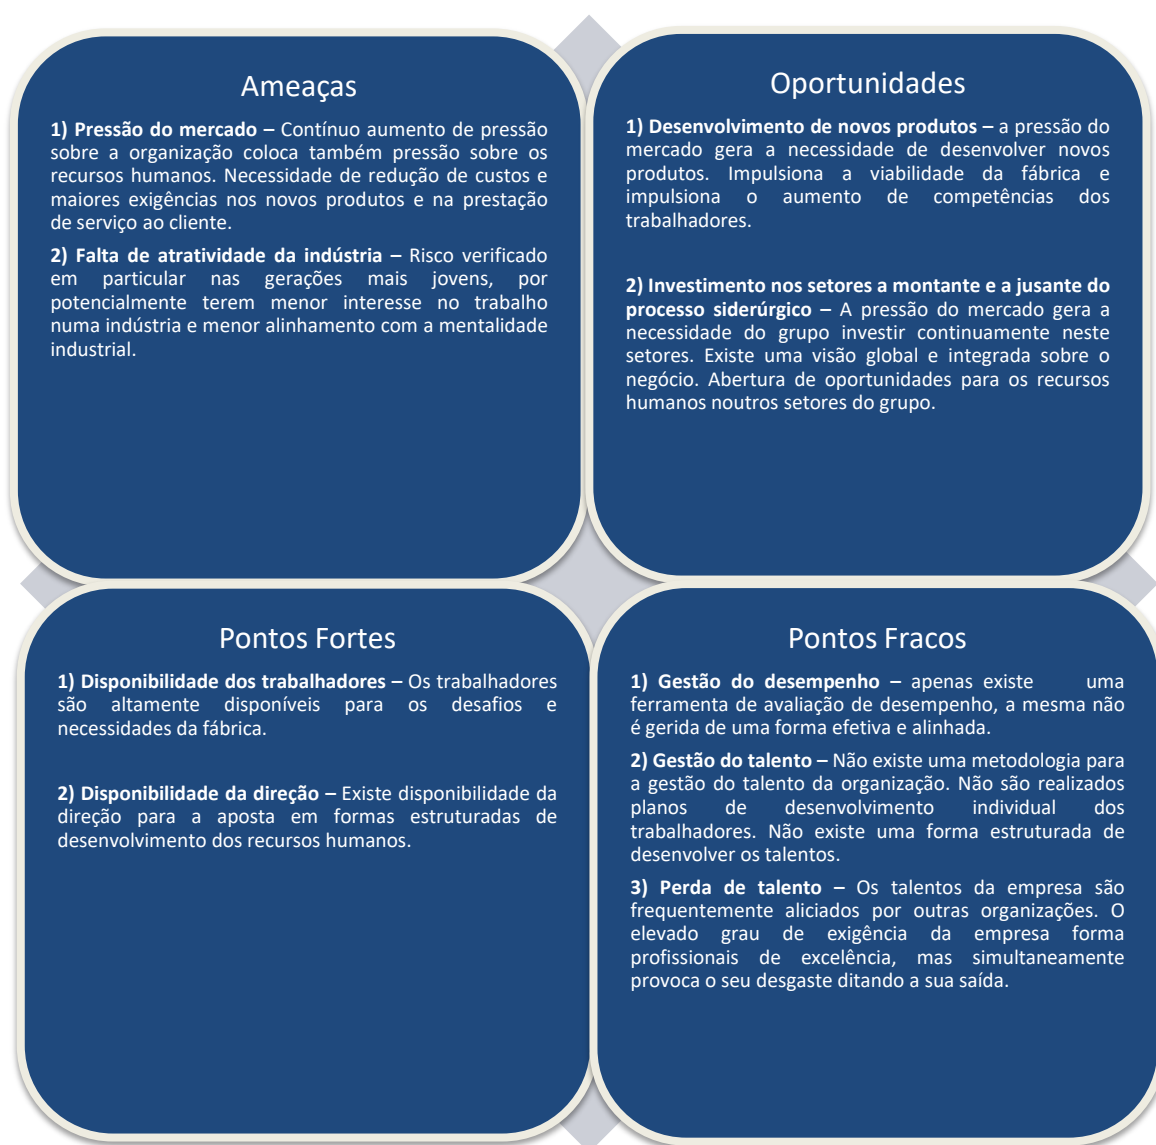 Ameaças
1) Pressão do mercado – Contínuo aumento de pressão
sobre a organização coloca também pressão sobre os
recursos humanos. Necessidade de redução de custos e
maiores exigências nos novos produtos e na prestação
de serviço ao cliente.
2) Falta de atratividade da indústria – Risco verificado
em particular nas gerações mais jovens, por
potencialmente terem menor interesse no trabalho
numa indústria e menor alinhamento com a mentalidade
industrial.
Oportunidades
1) Desenvolvimento de novos produtos – a pressão do
mercado gera a necessidade de desenvolver novos
produtos. Impulsiona a viabilidade da fábrica e
impulsiona o aumento de competências dos
trabalhadores.
2) Investimento nos setores a montante e a jusante do
processo siderúrgico – A pressão do mercado gera a
necessidade do grupo investir continuamente neste
setores. Existe uma visão global e integrada sobre o
negócio. Abertura de oportunidades para os recursos
humanos noutros setores do grupo.
Pontos Fortes
1) Disponibilidade dos trabalhadores – Os trabalhadores
são altamente disponíveis para os desafios e
necessidades da fábrica.
2) Disponibilidade da direção – Existe disponibilidade da
direção para a aposta em formas estruturadas de
desenvolvimento dos recursos humanos.
Pontos Fracos
1) Gestão do desempenho – apenas existe uma
ferramenta de avaliação de desempenho, a mesma não
é gerida de uma forma efetiva e alinhada.
2) Gestão do talento – Não existe uma metodologia para
a gestão do talento da organização. Não são realizados
planos de desenvolvimento individual dos
trabalhadores. Não existe uma forma estruturada de
desenvolver os talentos.
3) Perda de talento – Os talentos da empresa são
frequentemente aliciados por outras organizações. O
elevado grau de exigência da empresa forma
profissionais de excelência, mas simultaneamente
provoca o seu desgaste ditando a sua saída.